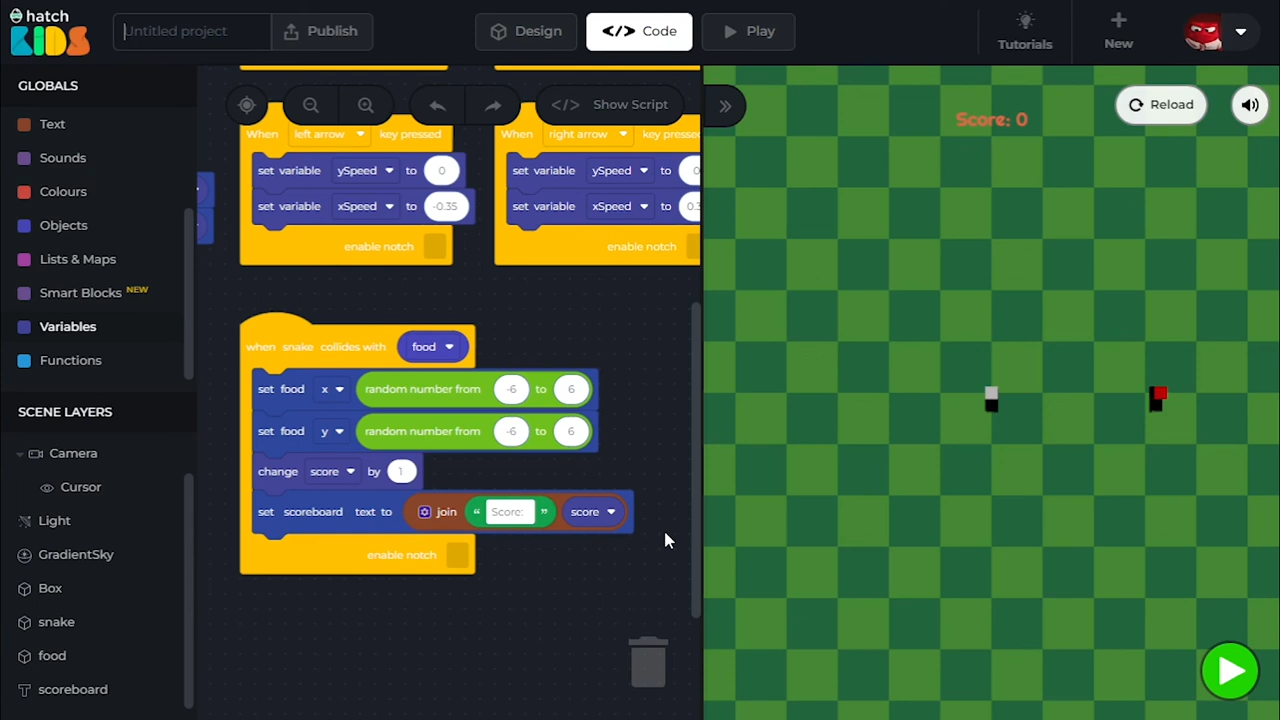 hatch
KIDS
Untitled project
Publish
Design
</> Code
Play
Tutorials
New
GLOBALS
Text
Sounds
Colours
Objects
Lists & Maps
Smart Blocks NEW
Variables
Functions
SCENE LAYERS
Camera
Cursor
Light
GradientSky
Box
snake
food
scoreboard
</> Show Script
When left arrow key pressed
set variable ySpeed to 0
set variable xSpeed to -0.35
enable notch
When right arrow key pressed
set variable ySpeed to
set variable xSpeed to
enable notch
when snake collides with food
set food x random number from -6 to 6
set food y random number from -6 to 6
change score by 1
set scoreboard text to join “ Score: ” score
enable notch
Score: 0
Reload